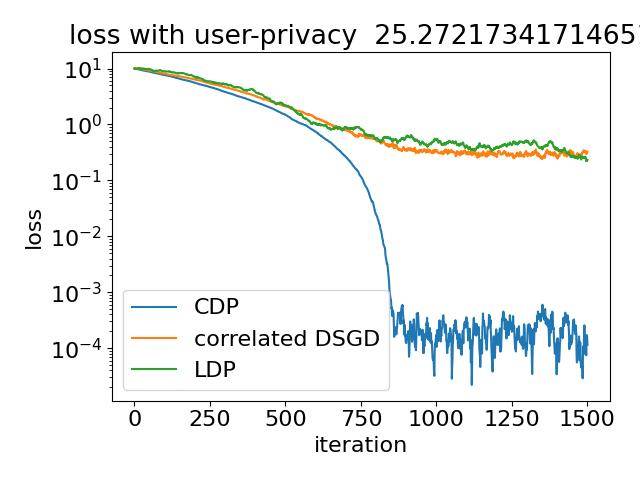 loss with user-privacy 25.2721734171465
10¹
10⁰
10⁻¹
10⁻²
10⁻³
10⁻⁴
loss
CDP
correlated DSGD
LDP
0 250 500 750 1000 1250 1500
iteration